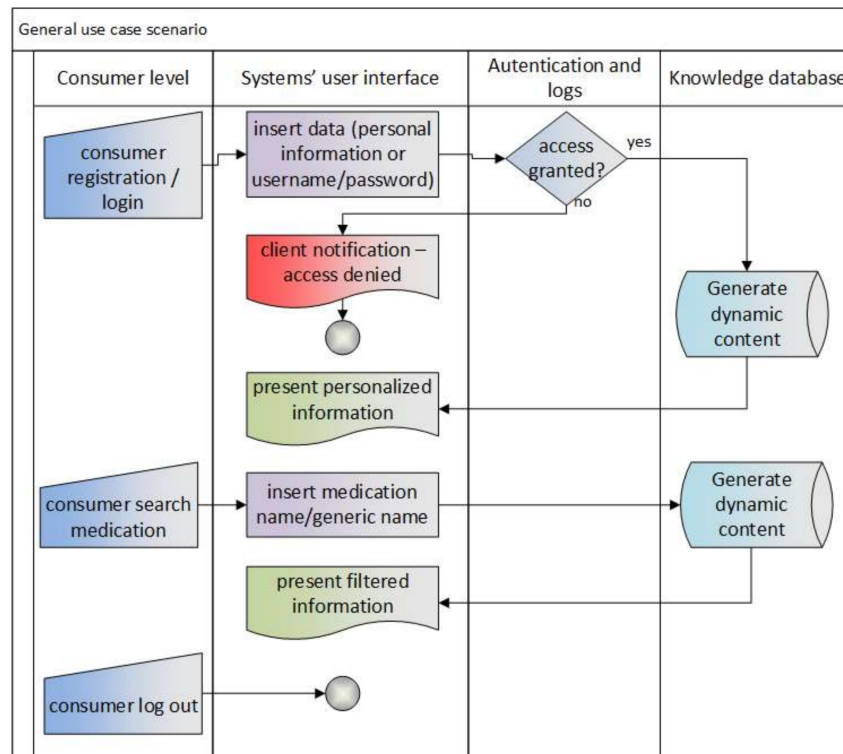 General use case scenario
Consumer level
Systems' user interface
Autentication and
logs
Knowledge database
consumer
registration /
login
insert data (personal
information or
username/password)
access
granted?
yes
no
client notification –
access denied
Generate
dynamic
content
present personalized
information
consumer search
medication
insert medication
name/generic name
Generate
dynamic
content
present filtered
information
consumer log out